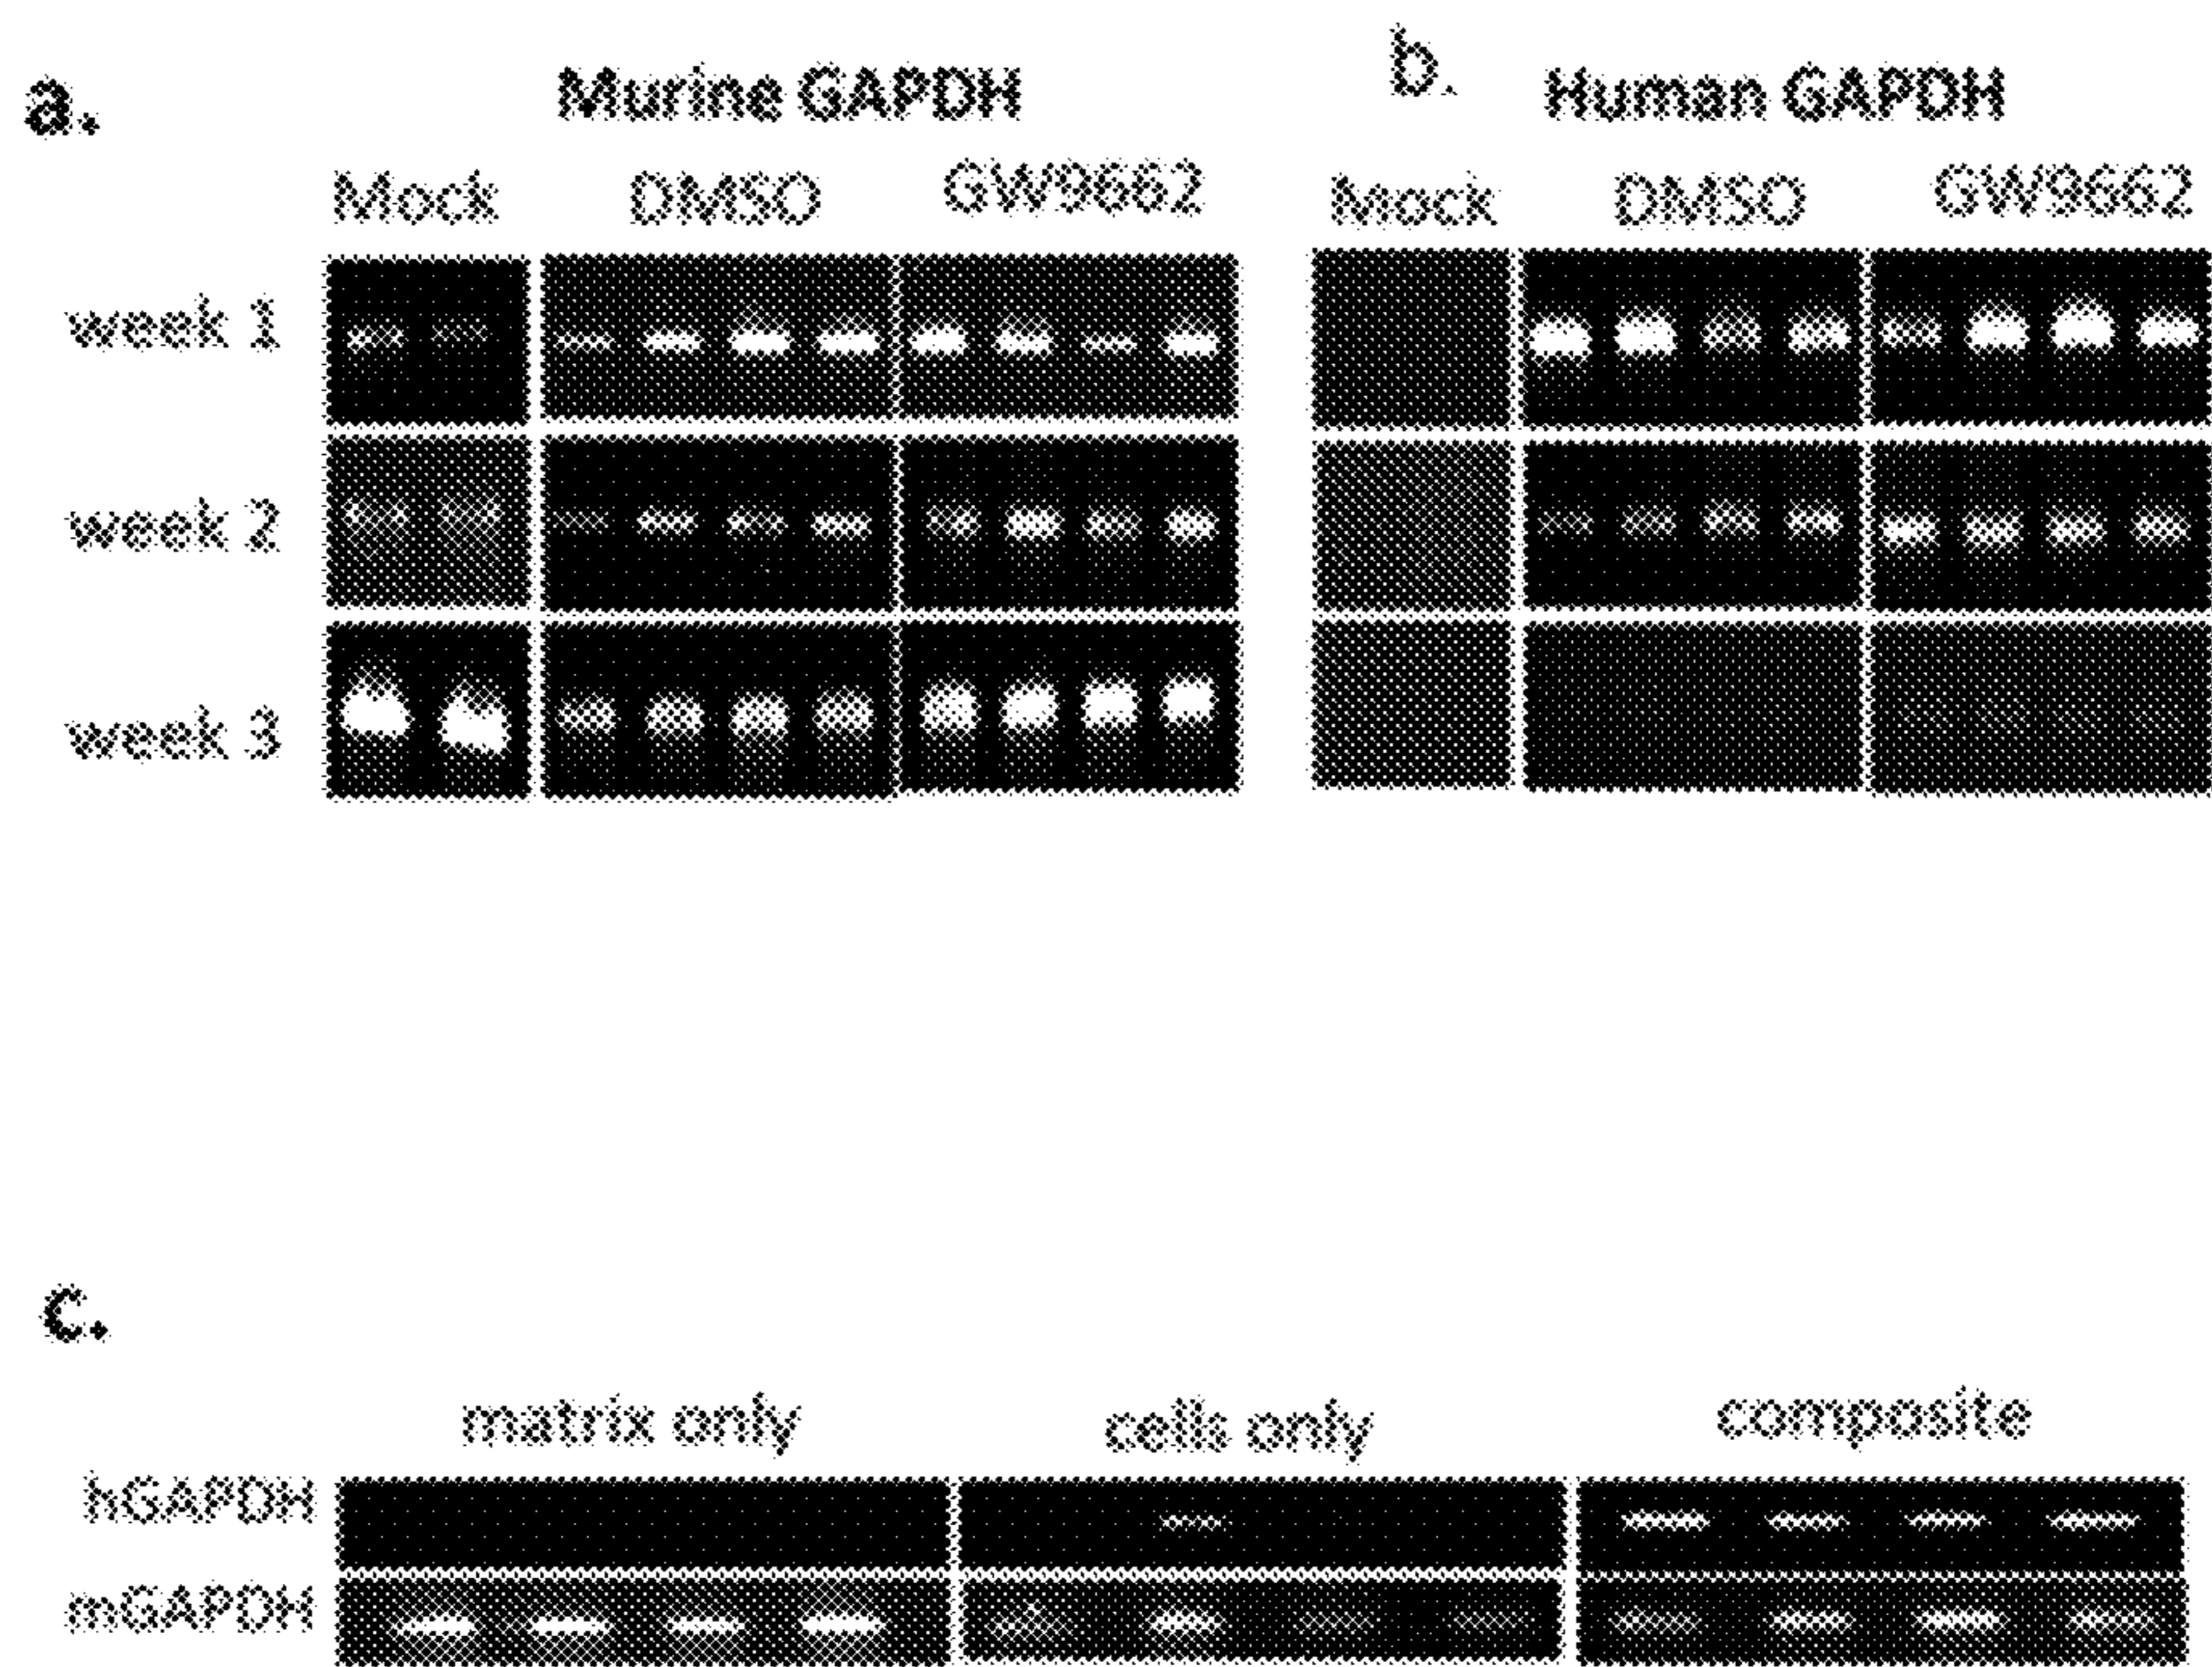 a.
Murine GAPDH
Mock DMSO GW9662
week 1
week 2
week 3
b.
Human GAPDH
Mock DMSO GW9662
c.
matrix only cells only composite
hGAPDH
mGAPDH